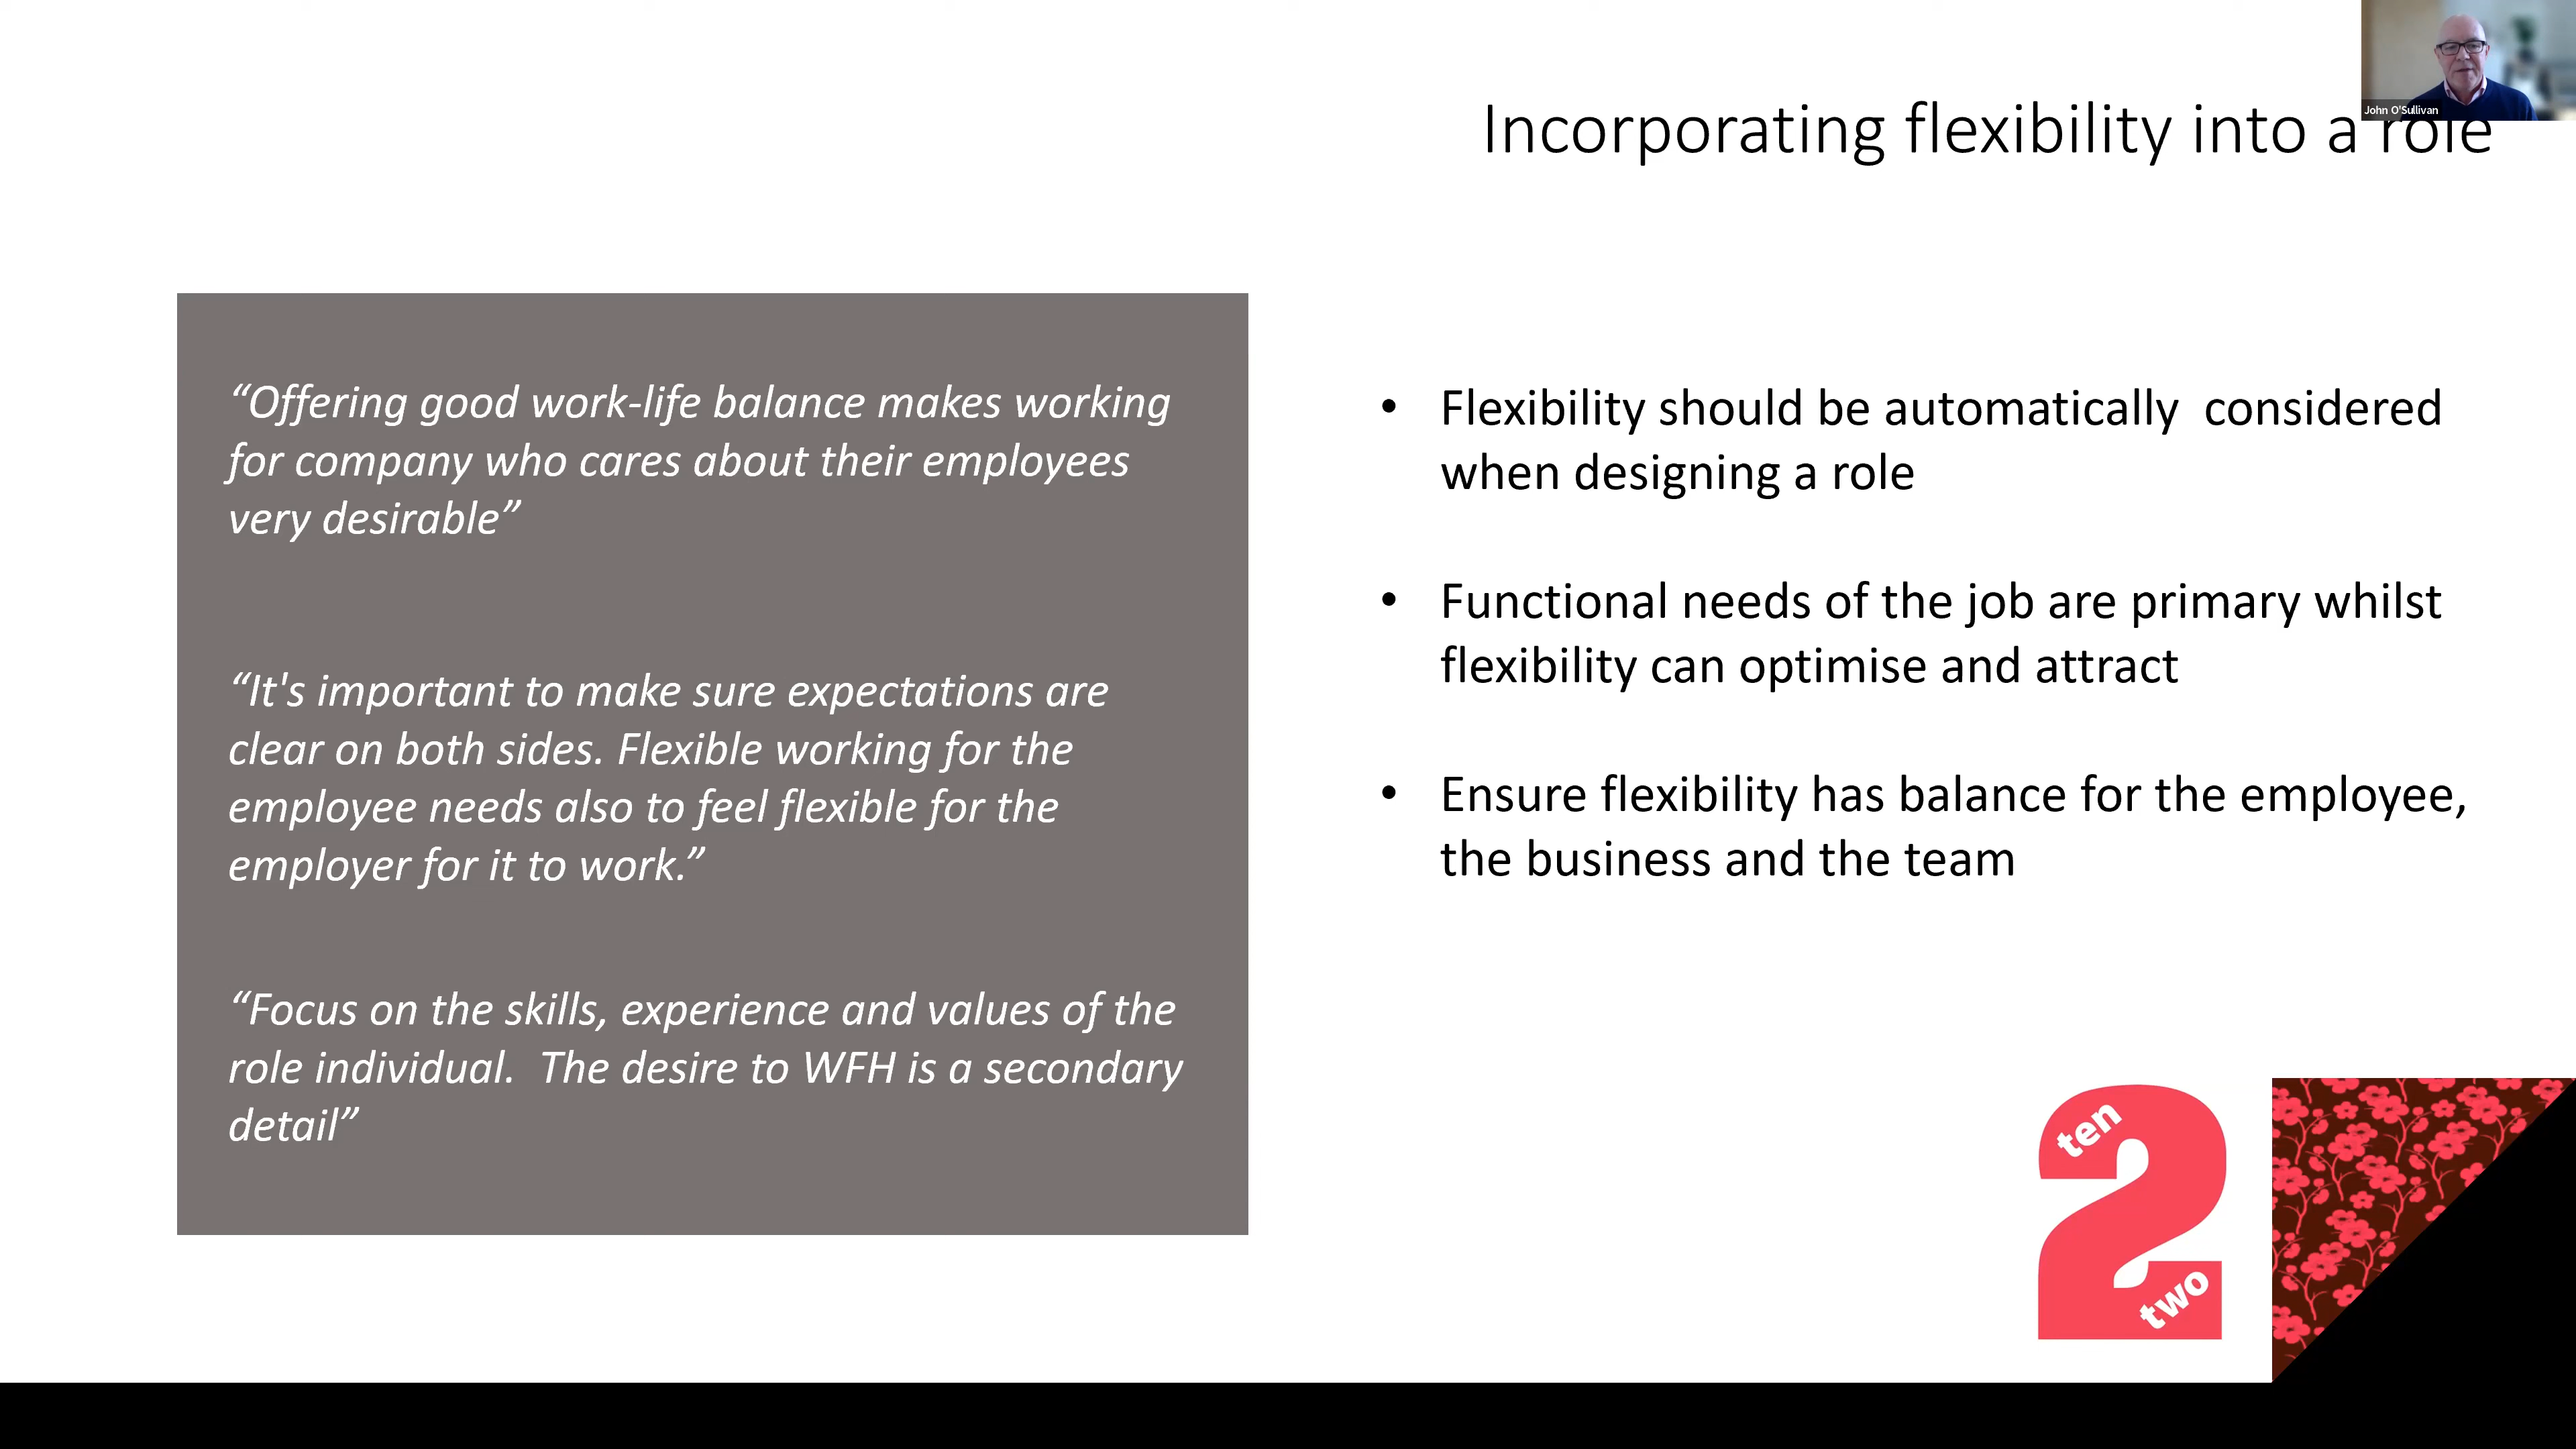 John O'Sullivan
Incorporating flexibility into a role
“Offering good work-life balance makes working
for company who cares about their employees
very desirable”
“It's important to make sure expectations are
clear on both sides. Flexible working for the
employee needs also to feel flexible for the
employer for it to work.”
“Focus on the skills, experience and values of the
role individual.  The desire to WFH is a secondary
detail”
• Flexibility should be automatically  considered
when designing a role
• Functional needs of the job are primary whilst
flexibility can optimise and attract
• Ensure flexibility has balance for the employee,
the business and the team
ten
2
two